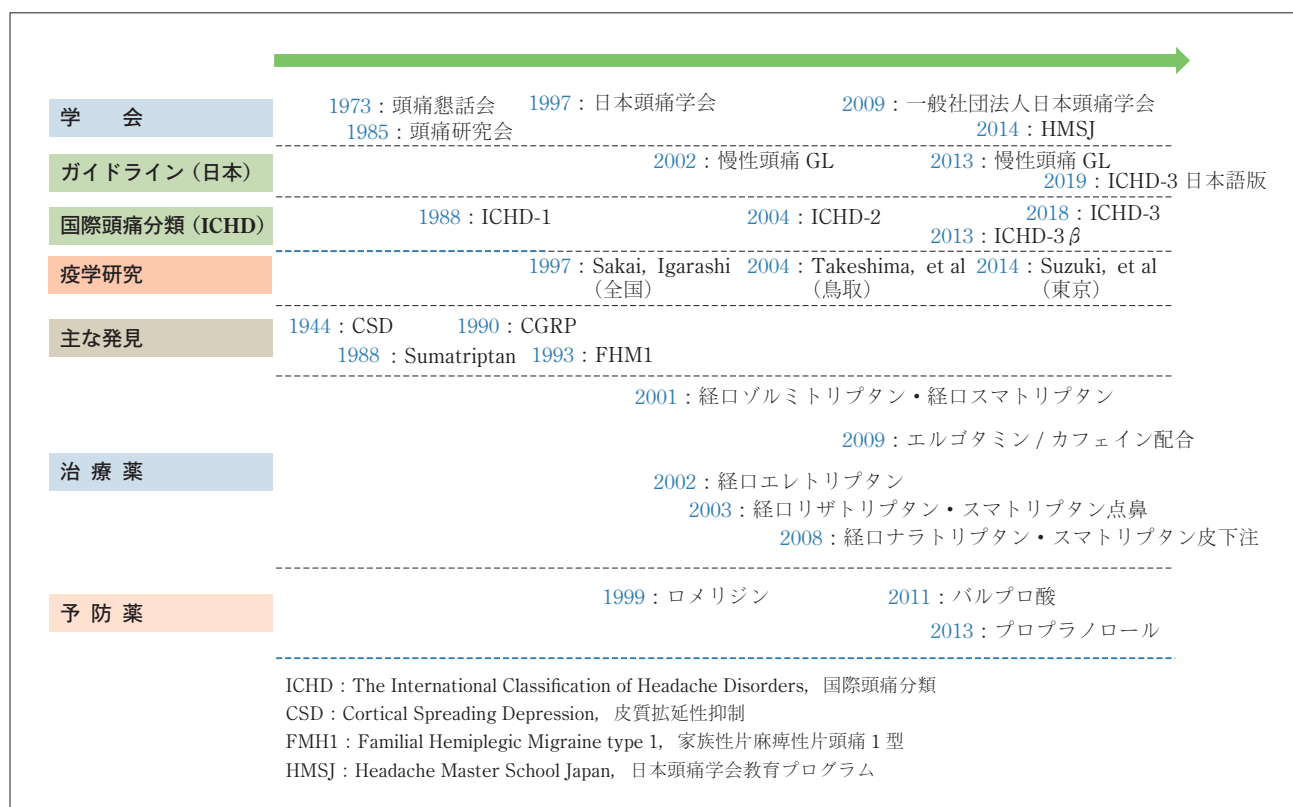 学　　会
1973：頭痛懇話会
1997：日本頭痛学会
2009：一般社団法人日本頭痛学会
1985：頭痛研究会
2014：HMSJ
ガイドライン（日本）
2002：慢性頭痛 GL
2013：慢性頭痛 GL
2019：ICHD-3 日本語版
国際頭痛分類（ICHD）
1988：ICHD-1
2004：ICHD-2
2018：ICHD-3
2013：ICHD-3β
疫学研究
1997：Sakai, Igarashi
（全国）
2004：Takeshima, et al
（鳥取）
2014：Suzuki, et al
（東京）
主な発見
1944：CSD
1990：CGRP
1988：Sumatriptan
1993：FHM1
治 療 薬
2001：経口ゾルミトリプタン・経口スマトリプタン
2009：エルゴタミン / カフェイン配合
2002：経口エレトリプタン
2003：経口リザトリプタン・スマトリプタン点鼻
2008：経口ナラトリプタン・スマトリプタン皮下注
予 防 薬
1999：ロメリジン
2011：バルプロ酸
2013：プロプラノロール
ICHD：The International Classification of Headache Disorders, 国際頭痛分類
CSD：Cortical Spreading Depression, 皮質拡延性抑制
FMH1：Familial Hemiplegic Migraine type 1, 家族性片麻痺性片頭痛 1 型
HMSJ：Headache Master School Japan, 日本頭痛学会教育プログラム